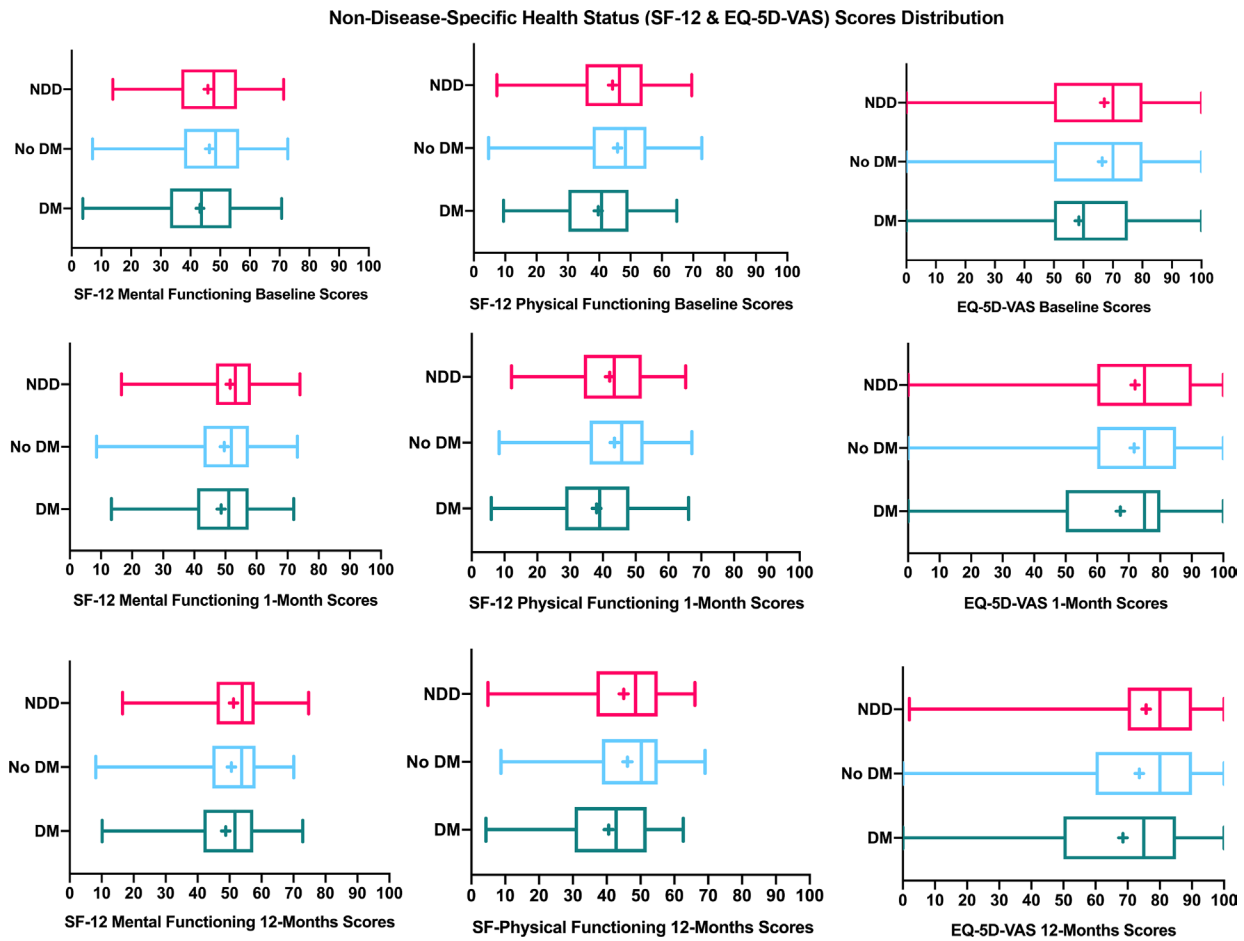 Non-Disease-Specific Health Status (SF-12 & EQ-5D-VAS) Scores Distribution
NDD
No DM
DM
0 10 20 30 40 50 60 70 80 90 100
SF-12 Mental Functioning Baseline Scores
NDD
No DM
DM
0 10 20 30 40 50 60 70 80 90 100
SF-12 Physical Functioning Baseline Scores
NDD
No DM
DM
0 10 20 30 40 50 60 70 80 90 100
EQ-5D-VAS Baseline Scores
NDD
No DM
DM
0 10 20 30 40 50 60 70 80 90 100
SF-12 Mental Functioning 1-Month Scores
NDD
No DM
DM
0 10 20 30 40 50 60 70 80 90 100
SF-12 Physical Functioning 1-Month Scores
NDD
No DM
DM
0 10 20 30 40 50 60 70 80 90 100
EQ-5D-VAS 1-Month Scores
NDD
No DM
DM
0 10 20 30 40 50 60 70 80 90 100
SF-12 Mental Functioning 12-Months Scores
NDD
No DM
DM
0 10 20 30 40 50 60 70 80 90 100
SF-Physical Functioning 12-Months Scores
NDD
No DM
DM
0 10 20 30 40 50 60 70 80 90 100
EQ-5D-VAS 12-Months Scores